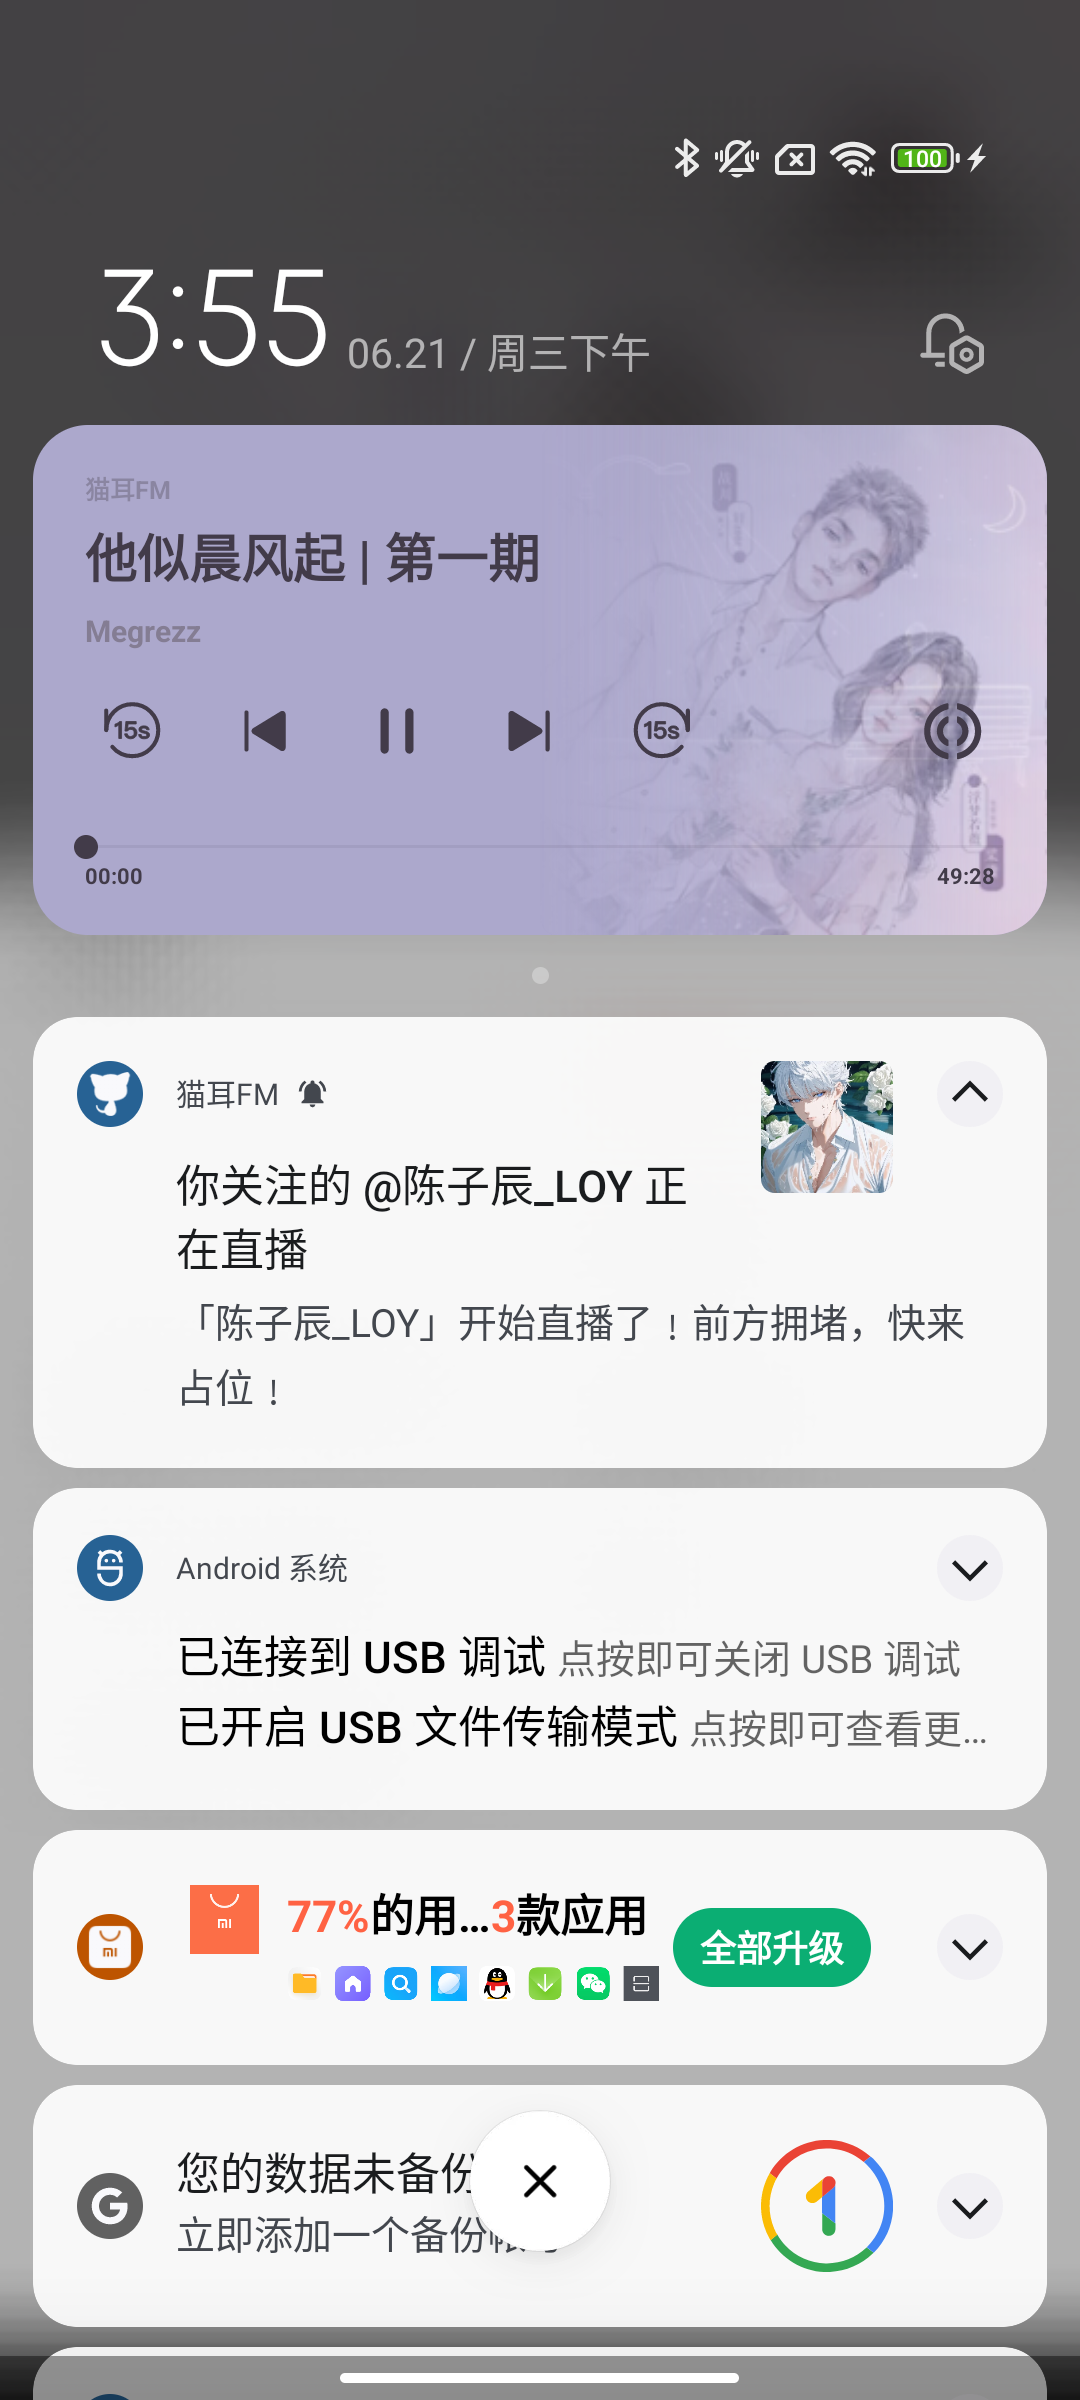 100
3:55 06.21 / 周三下午
猫耳FM
他似晨风起 | 第一期
Megrezz
15s
15s
00:00
49:28
猫耳FM
你关注的 @陈子辰_LOY 正
在直播
「陈子辰_LOY」开始直播了！前方拥堵，快来
占位！
Android 系统
已连接到 USB 调试 点按即可关闭 USB 调试
已开启 USB 文件传输模式 点按即可查看更...
77%的用...3款应用
全部升级
您的数据未备份
立即添加一个备份